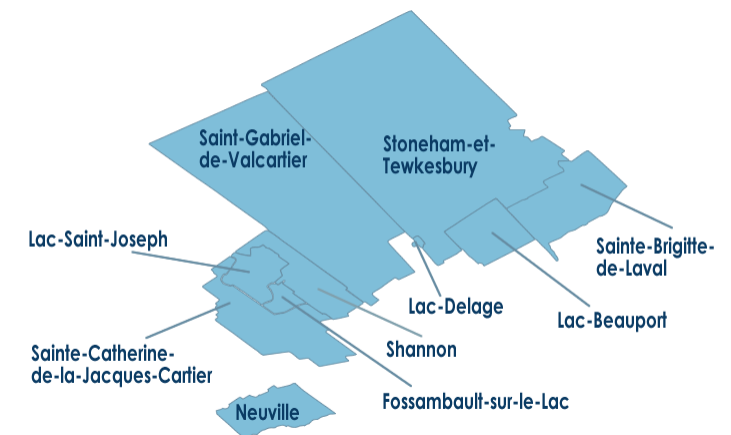 Saint-Gabriel-
de-Valcartier
Stoneham-et-
Tewkesbury
Lac-Saint-Joseph
Sainte-Brigitte-
de-Laval
Lac-Delage
Lac-Beauport
Shannon
Sainte-Catherine-
de-la-Jacques-Cartier
Fossambault-sur-le-Lac
Neuville